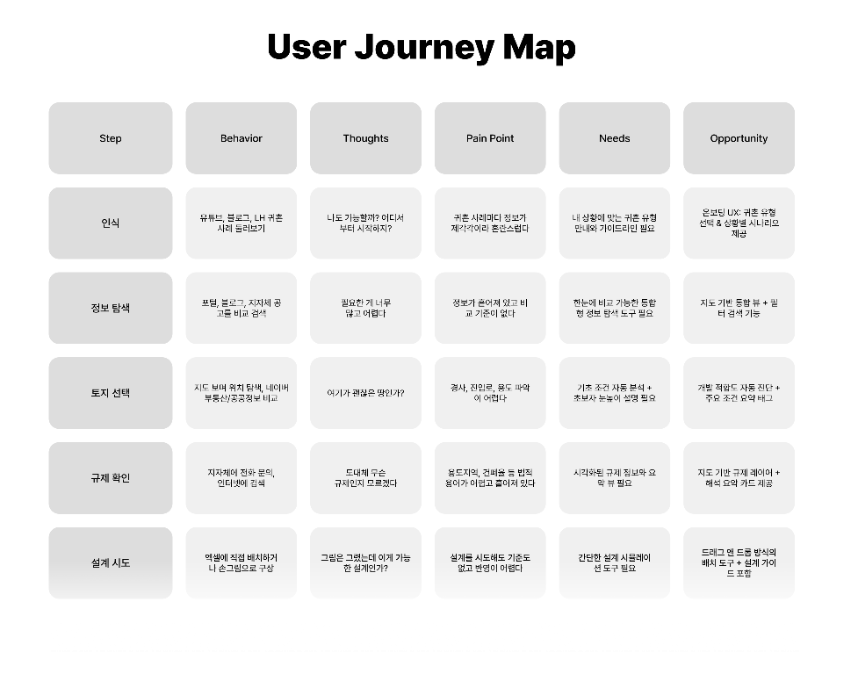 User Journey Map
Step
Behavior
Thoughts
Pain Point
Needs
Opportunity
인식
유튜브, 블로그, LH 귀촌
사례 둘러보기
나도 가능할까? 어디서
부터 시작하지?
귀촌 사례마다 정보가
제각각이라 혼란스럽다
내 상황에 맞는 귀촌 유형
안내와 가이드라인 필요
온보딩 UX: 귀촌 유형
선택 & 상황별 시나리오
제공
정보 탐색
포털, 블로그, 지자체 공
고를 비교 검색
필요한 게 너무
많고 어렵다
정보가 흩어져 있고 비
교 기준이 없다
한눈에 비교 가능한 통합
형 정보 탐색 도구 필요
지도 기반 통합 뷰 + 필
터 검색 기능
토지 선택
지도 보며 위치 탐색, 네이버
부동산/공공정보 비교
여기가 괜찮은 땅인가?
경사, 진입로, 용도 파악
이 어렵다
기초 조건 자동 분석 +
초보자 눈높이 설명 필요
개발 적합도 자동 진단 +
주요 조건 요약 태그
규제 확인
지자체에 전화 문의,
인터넷에 검색
도대체 무슨
규제인지 모르겠다
용도지역, 건폐율 등 법적
용어가 어렵고 흩어져 있다
시각화된 규제 정보와 요
약 뷰 필요
지도 기반 규제 레이어 +
해석 요약 카드 제공
설계 시도
엑셀에 직접 배치하거
나 손그림으로 구상
그림은 그렸는데 이게 가능
한 설계인가?
설계를 시도해도 기준도
없고 반영이 어렵다
간단한 설계 시뮬레이
션 도구 필요
드래그 앤 드롭 방식의
배치 도구 + 설계 가이
드 포함